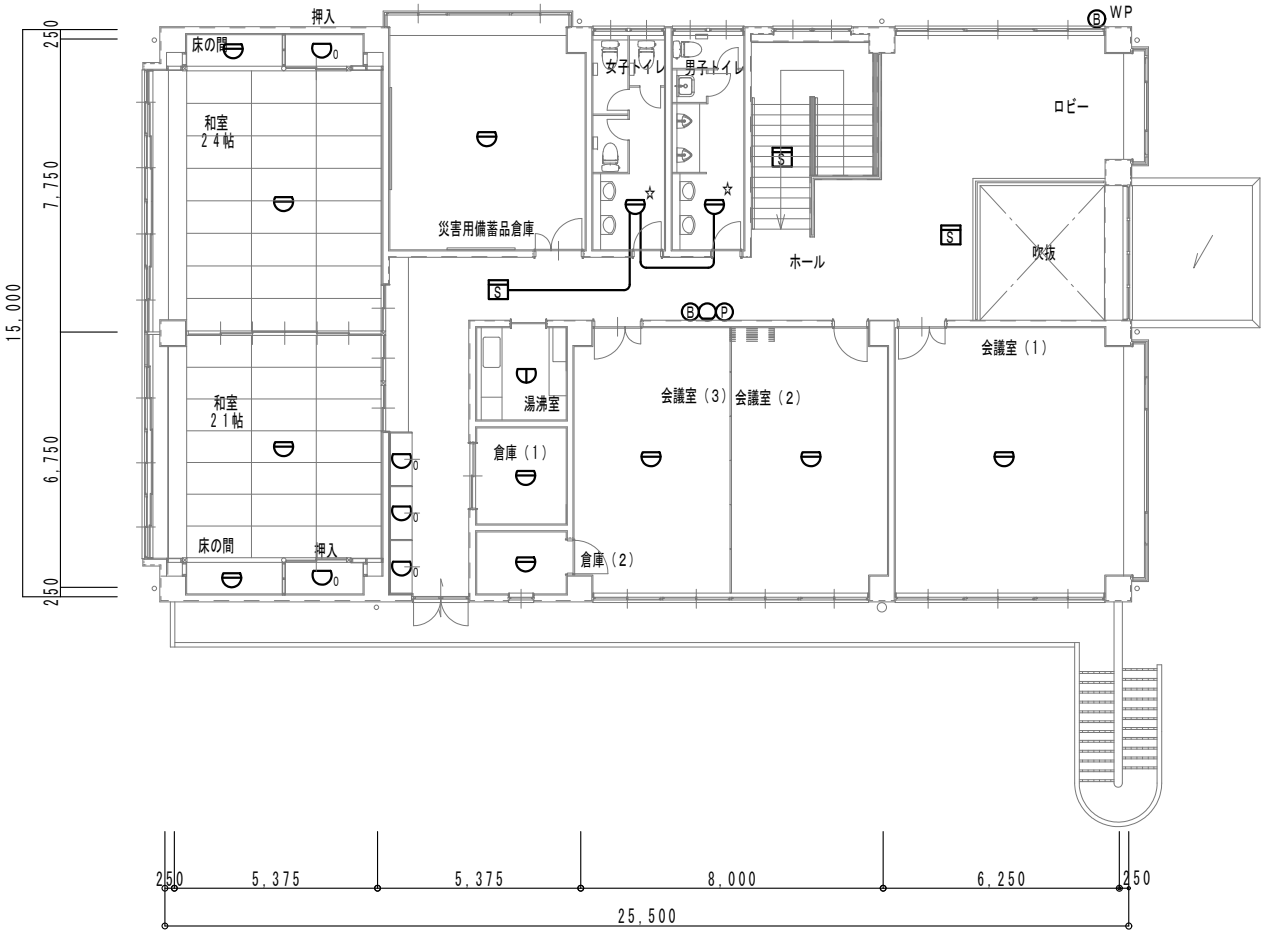 押入
WP
B
250
床の間
O
女子トイレ
男子トイレ
ロビー
和室
24帖
S
7,750
災害用備蓄品倉庫
☆
☆
S
吹抜
ホール
S
B
P
15,000
会議室(1)
会議室(3)
会議室(2)
湯沸室
和室
21帖
6,750
倉庫(1)
O
O
床の間
押入
倉庫(2)
O
O
250
250
5,375
5,375
8,000
6,250
250
25,500